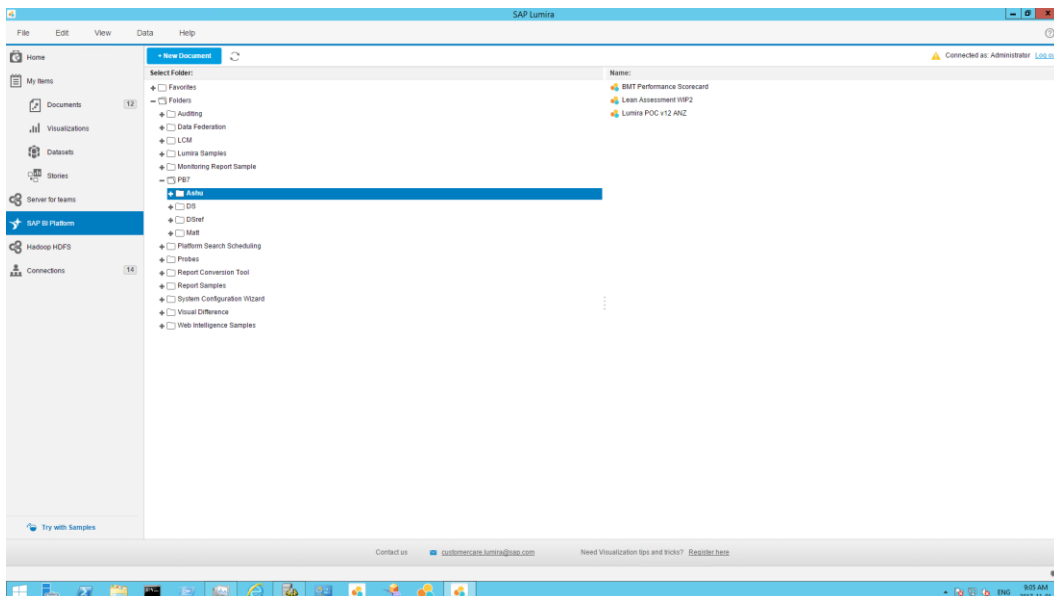 SAP Lumira
File Edit View Data Help
Home
My Items
Documents 12
Visualizations
Datasets
Stories
Server for teams
SAP BI Platform
Hadoop HDFS
Connections 14
Try with Samples
+ New Document
Connected as: Administrator
Select Folder:
Favorites
Folders
Auditing
Data Federation
LCM
Lumira Samples
Monitoring Report Sample
PB7
Ashu
DS
DSref
Matt
Platform Search Scheduling
Probes
Report Conversion Tool
Report Samples
System Configuration Wizard
Visual Difference
Web Intelligence Samples
Name:
BMT Performance Scorecard
Lean Assessment WIP2
Lumira POC v12 ANZ
Contact us customercare.lumira@sap.com Need Visualization tips and tricks? Register here
ENG 9:05 AM